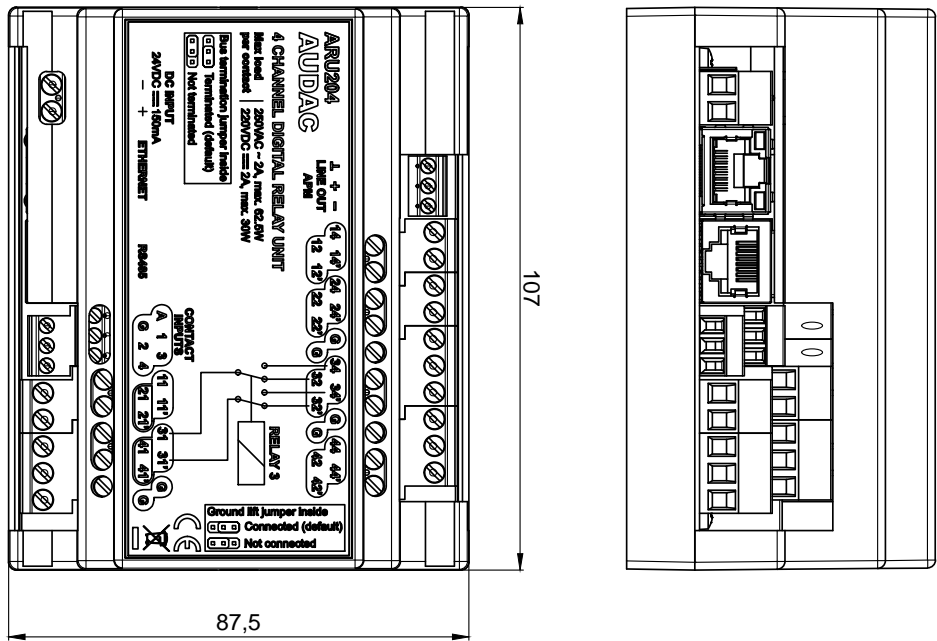 ARU204
AUDAC
4 CHANNEL DIGITAL RELAY UNIT
Max load per contact
250VAC ~ 2A, max. 62.5W
220VDC ⎓ 2A, max. 30W
Bus termination jumper inside
Terminated (default)
Not terminated
DC INPUT
24VDC ⎓ 150mA
− + ETHERNET RS485
⊥ + −
LINE OUT
APM
14 14' 24 24' G 34 34' G 44 44'
12 12' 22 22' G 32 32' G 42 42'
RELAY 3
CONTACT
INPUTS
A 1 3 11 11' 31 31' G
G 2 4 21 21' 41 41' G
Ground lift jumper inside
Connected (default)
Not connected
CE
107
87,5